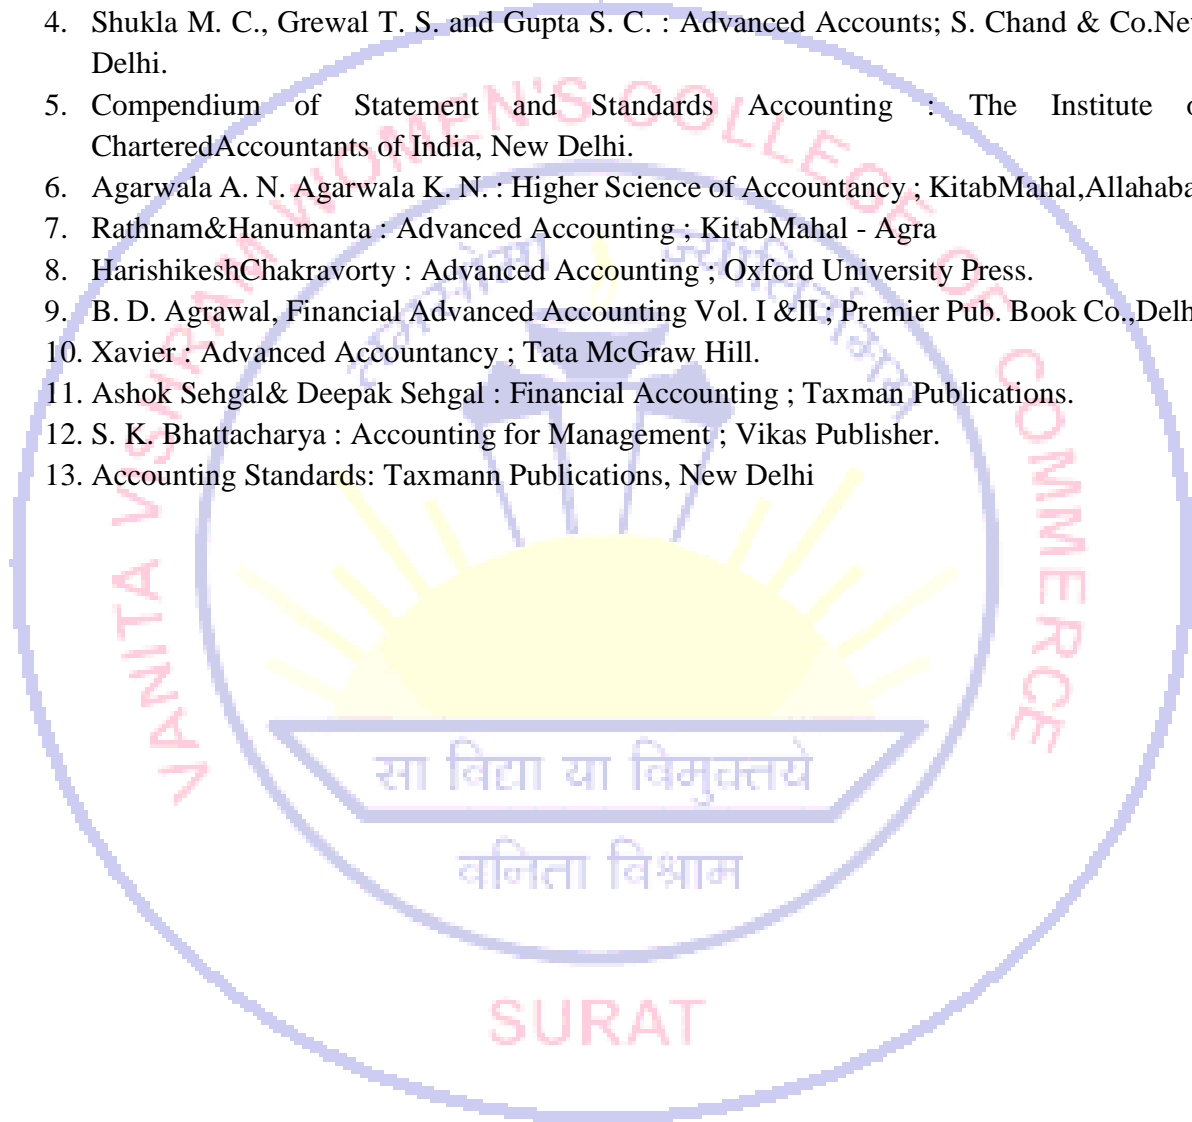 4. Shukla M. C., Grewal T. S. and Gupta S. C. : Advanced Accounts; S. Chand & Co.Ne
Delhi.
5. Compendium of Statement and Standards Accounting : The Institute o
CharteredAccountants of India, New Delhi.
6. Agarwala A. N. Agarwala K. N. : Higher Science of Accountancy ; KitabMahal,Allahaba
7. Rathnam&Hanumanta : Advanced Accounting ; KitabMahal - Agra
8. HarishikeshChakravorty : Advanced Accounting ; Oxford University Press.
9. B. D. Agrawal, Financial Advanced Accounting Vol. I &II ; Premier Pub. Book Co.,Delh
10. Xavier : Advanced Accountancy ; Tata McGraw Hill.
11. Ashok Sehgal& Deepak Sehgal : Financial Accounting ; Taxman Publications.
12. S. K. Bhattacharya : Accounting for Management ; Vikas Publisher.
13. Accounting Standards: Taxmann Publications, New Delhi
VANITA VISHRAM WOMEN'S COLLEGE OF COMMERCE
तमसोमा ज्योतिर्गमय
सा विद्या या विमुक्तये
वनिता विश्राम
SURAT